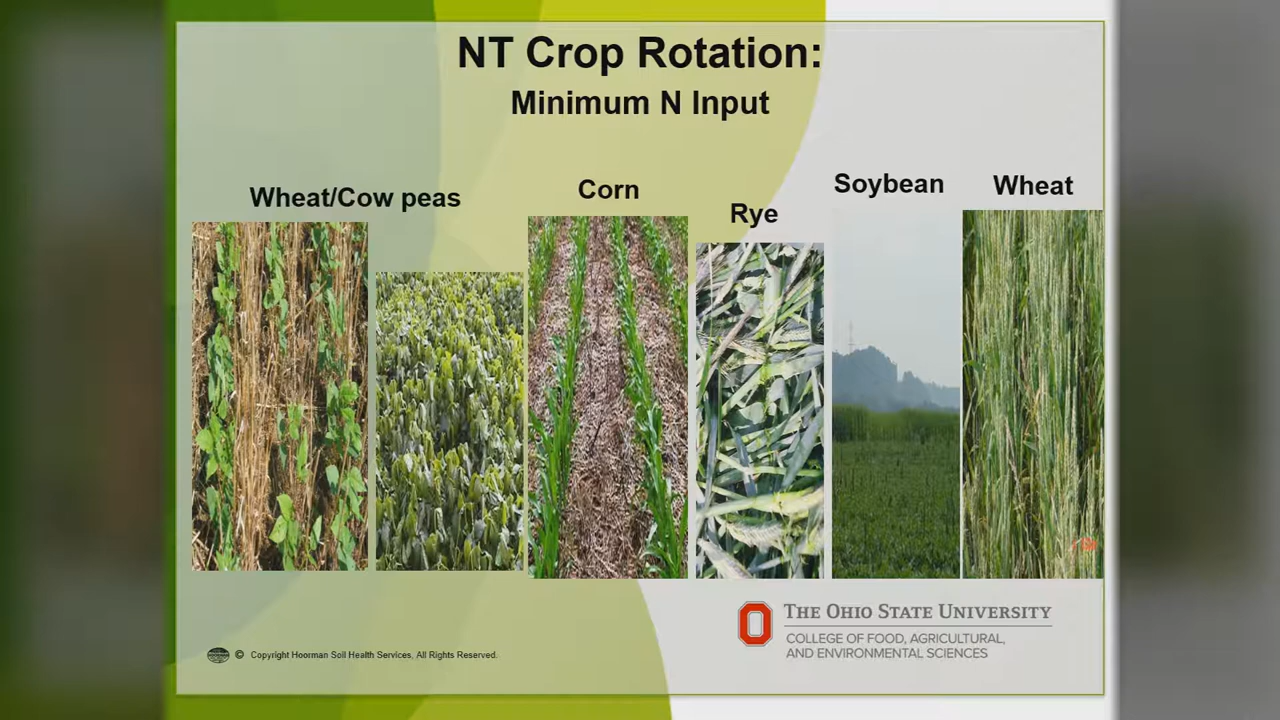 NT Crop Rotation:
Minimum N Input
Wheat/Cow peas
Corn
Rye
Soybean
Wheat
THE OHIO STATE UNIVERSITY
COLLEGE OF FOOD, AGRICULTURAL,
AND ENVIRONMENTAL SCIENCES
© Copyright Hoorman Soil Health Services, All Rights Reserved.